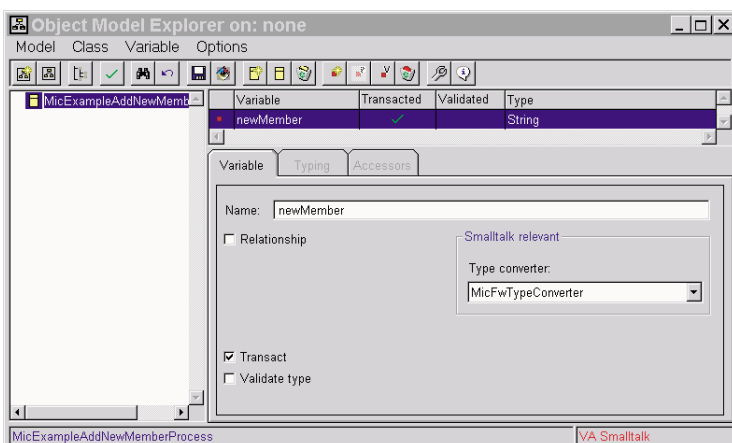 Object Model Explorer on: none
Model Class Variable Options
MicExampleAddNewMemb
Variable Transacted Validated Type
newMember String
Variable Typing Accessors
Name: newMember
Relationship
Smalltalk relevant
Type converter:
MicFwTypeConverter
Transact
Validate type
MicExampleAddNewMemberProcess VA Smalltalk